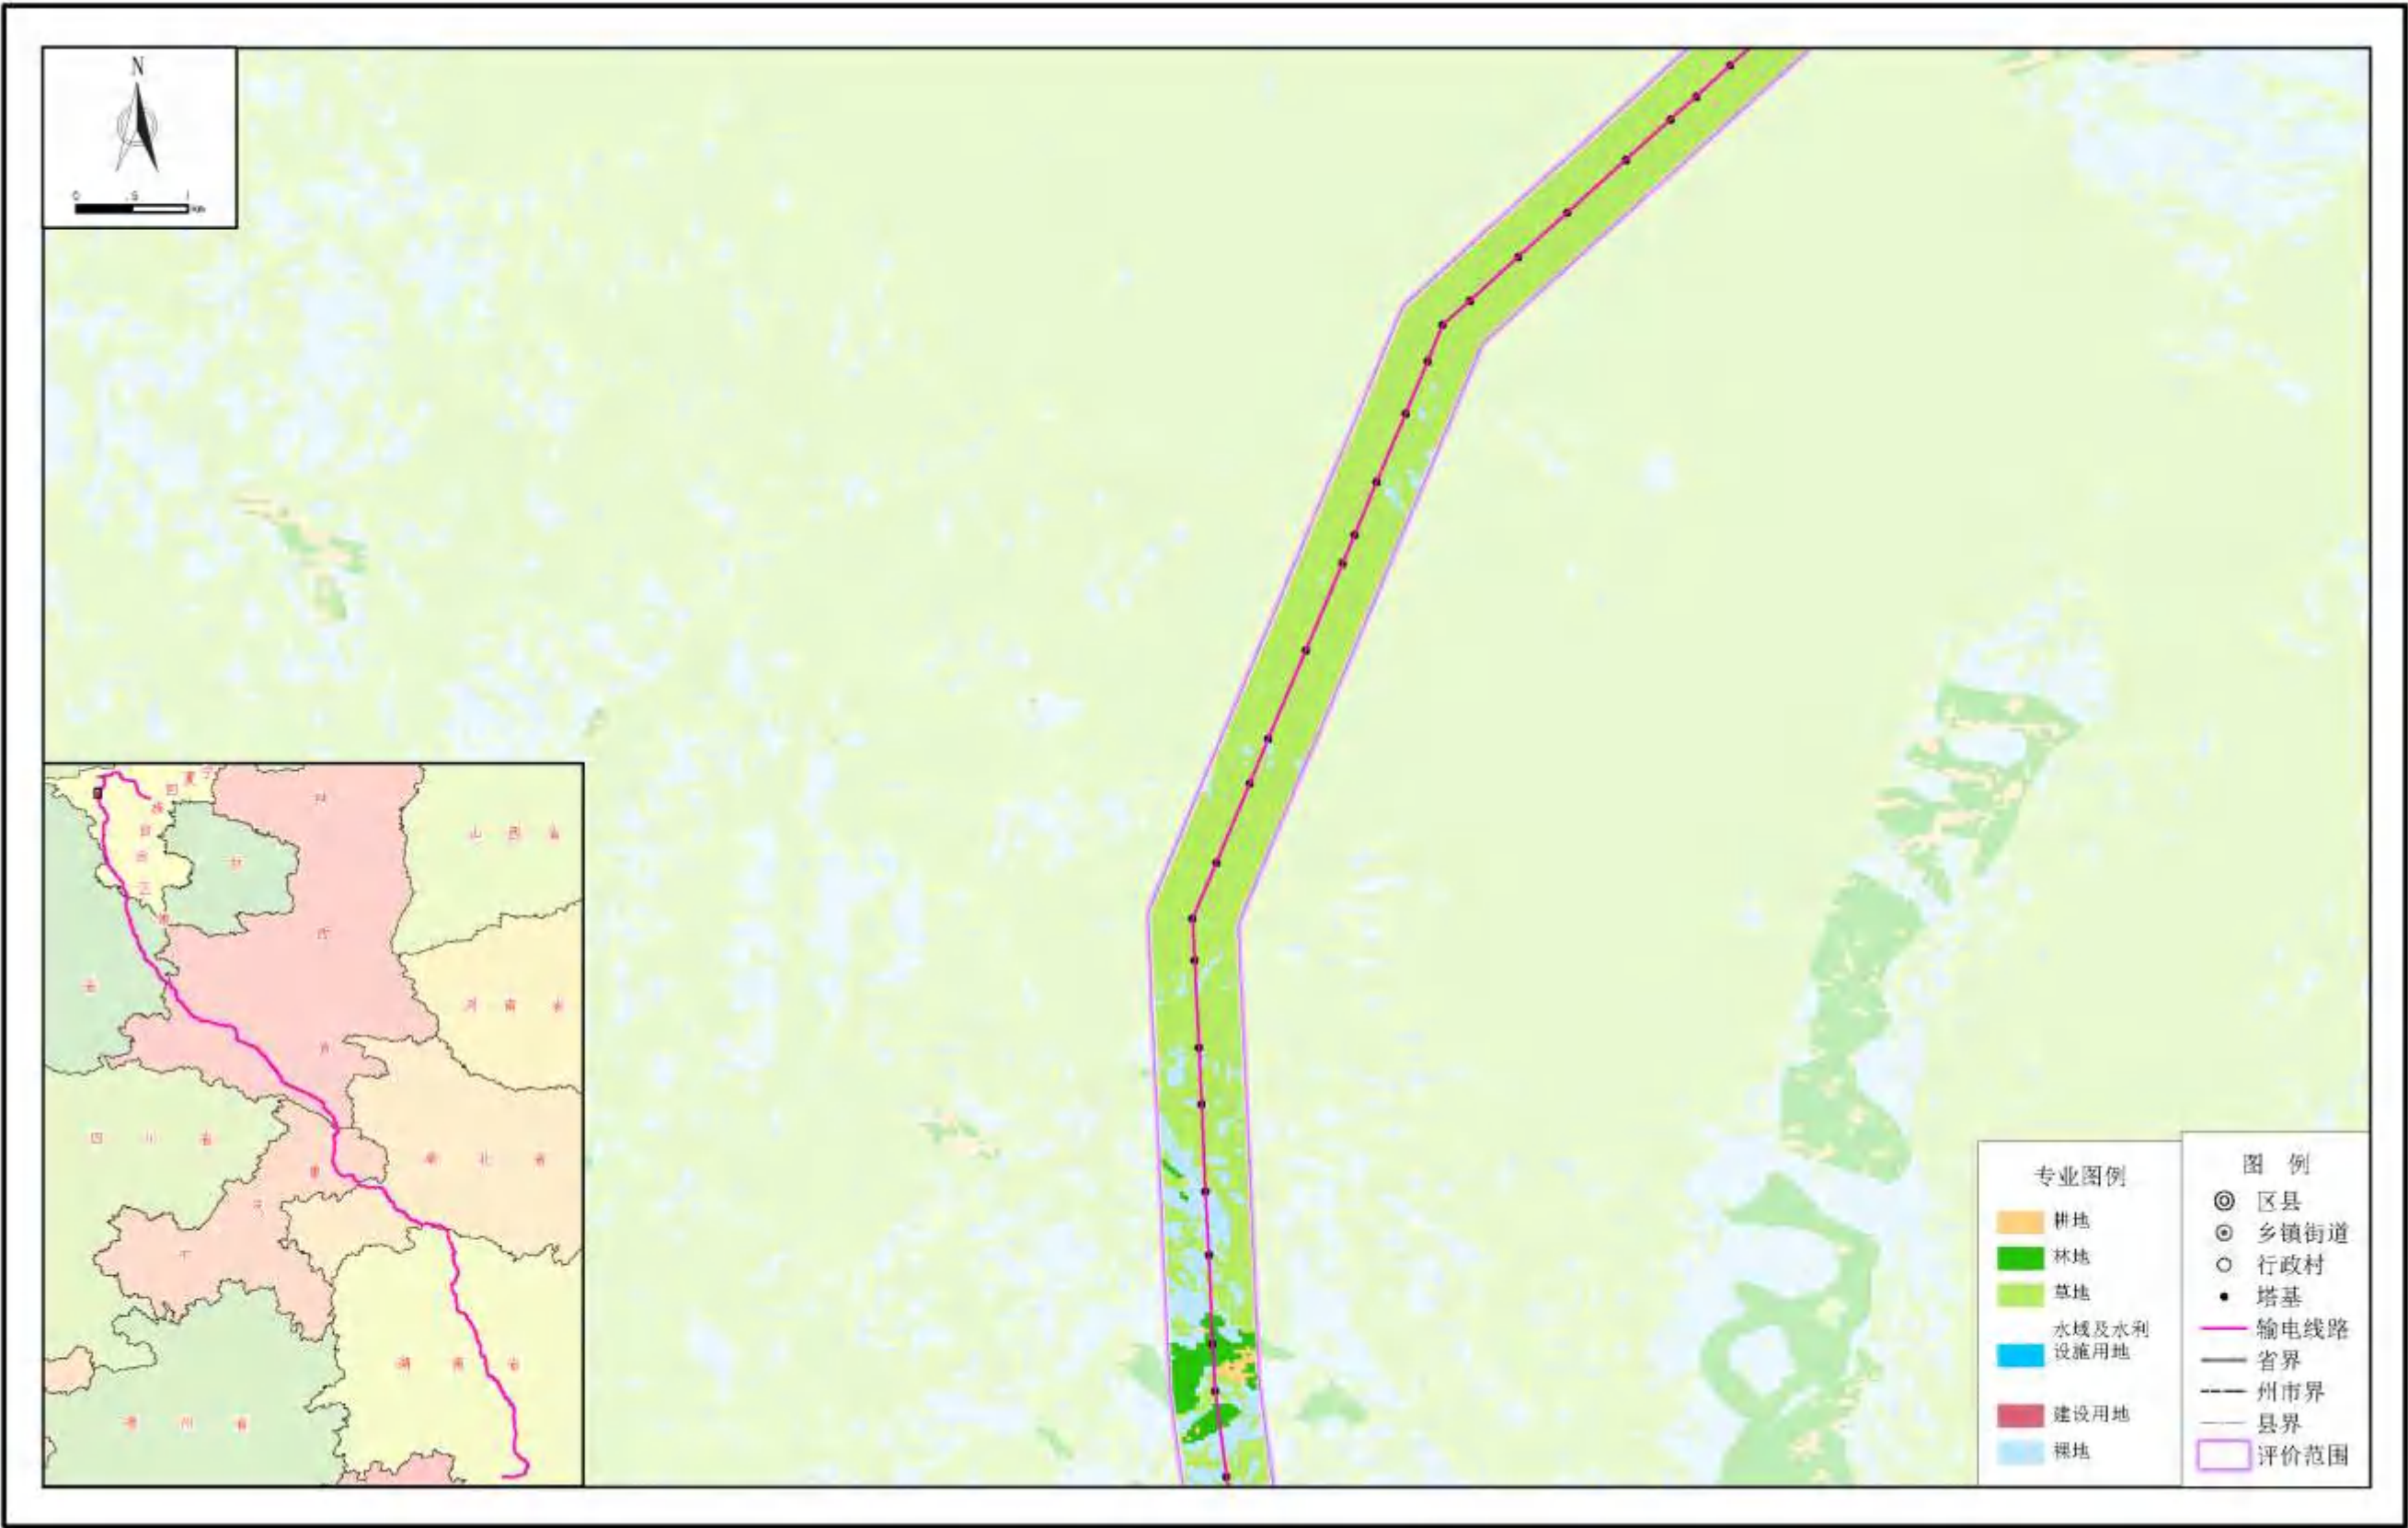 N
0 .5 1
山 西 省
河 南 省
四 川 省
湖 北 省
湖 南 省
贵 州 省
专业图例
耕地
林地
草地
水域及水利
设施用地
建设用地
裸地
图 例
区县
乡镇街道
行政村
塔基
输电线路
省界
州市界
县界
评价范围